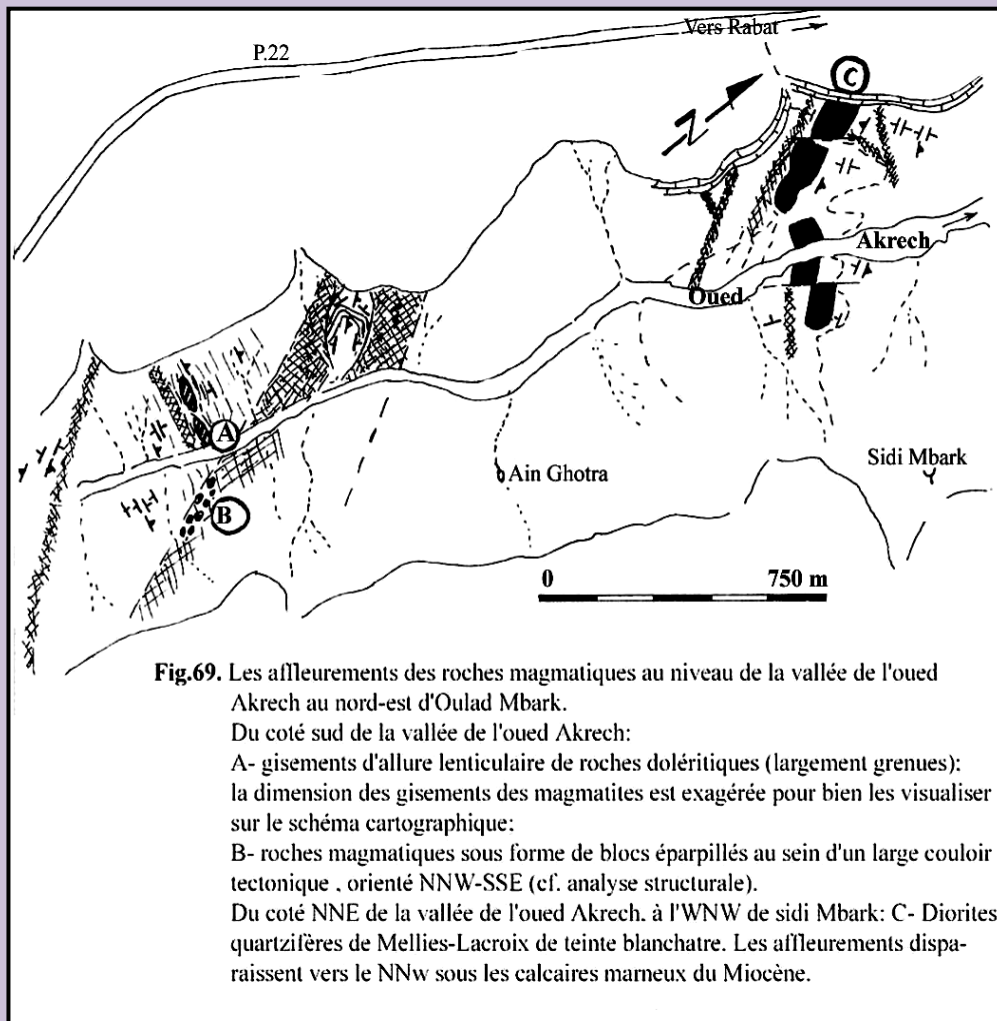 Vers Rabat
P.22
C
N
Akrech
Oued
A
Ain Ghotra
Sidi Mbark
B
0 750 m
Fig.69. Les affleurements des roches magmatiques au niveau de la vallée de l'oued
Akrech au nord-est d'Oulad Mbark.
Du coté sud de la vallée de l'oued Akrech:
A- gisements d'allure lenticulaire de roches doléritiques (largement grenues):
la dimension des gisements des magmatites est exagérée pour bien les visualiser
sur le schéma cartographique:
B- roches magmatiques sous forme de blocs éparpillés au sein d'un large couloir
tectonique , orienté NNW-SSE (cf. analyse structurale).
Du coté NNE de la vallée de l'oued Akrech. à l'WNW de sidi Mbark: C- Diorites
quartzifères de Mellies-Lacroix de teinte blanchatre. Les affleurements dispa-
raissent vers le NNw sous les calcaires marneux du Miocène.